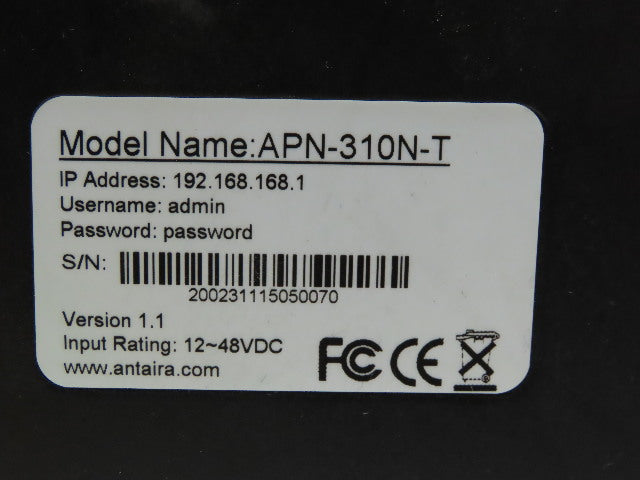 Model Name:APN-310N-T
IP Address: 192.168.168.1
Username: admin
Password: password
S/N:
200231115050070
Version 1.1
Input Rating: 12~48VDC
www.antaira.com
FC CE